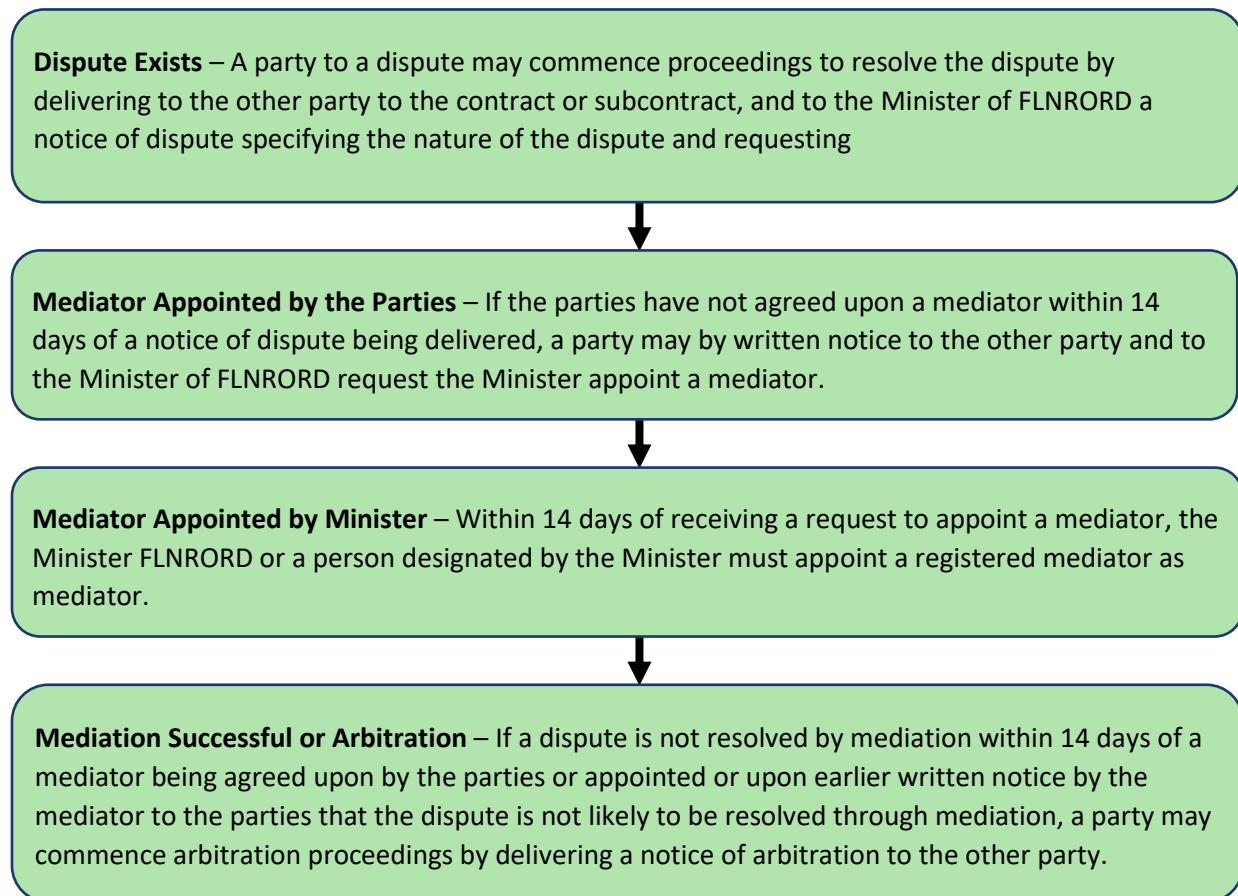 Dispute Exists – A party to a dispute may commence proceedings to resolve the dispute by
delivering to the other party to the contract or subcontract, and to the Minister of FLNRORD a
notice of dispute specifying the nature of the dispute and requesting
Mediator Appointed by the Parties – If the parties have not agreed upon a mediator within 14
days of a notice of dispute being delivered, a party may by written notice to the other party and to
the Minister of FLNRORD request the Minister appoint a mediator.
Mediator Appointed by Minister – Within 14 days of receiving a request to appoint a mediator, the
Minister FLNRORD or a person designated by the Minister must appoint a registered mediator as
mediator.
Mediation Successful or Arbitration – If a dispute is not resolved by mediation within 14 days of a
mediator being agreed upon by the parties or appointed or upon earlier written notice by the
mediator to the parties that the dispute is not likely to be resolved through mediation, a party may
commence arbitration proceedings by delivering a notice of arbitration to the other party.